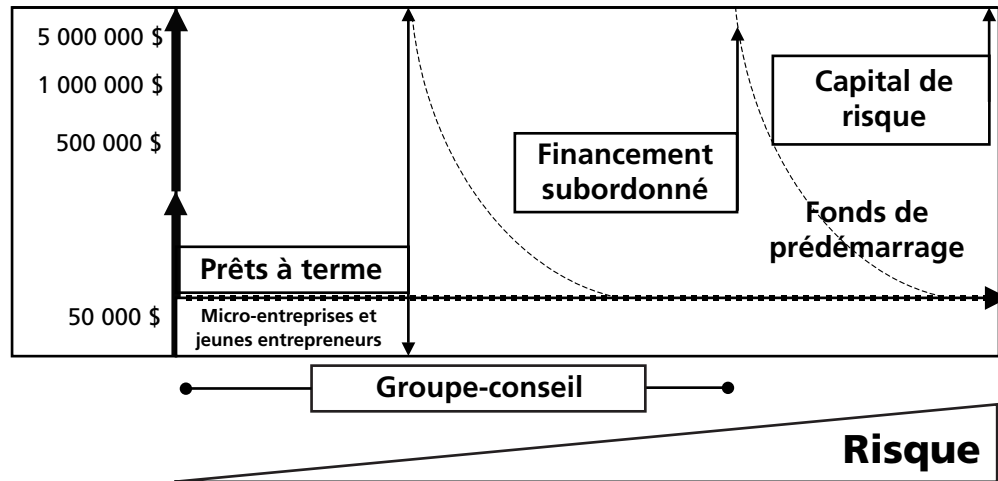 5 000 000 $
1 000 000 $
500 000 $
50 000 $
Capital de
risque
Financement
subordonné
Fonds de
prédémarrage
Prêts à terme
Micro-entreprises et
jeunes entrepreneurs
Groupe-conseil
Risque